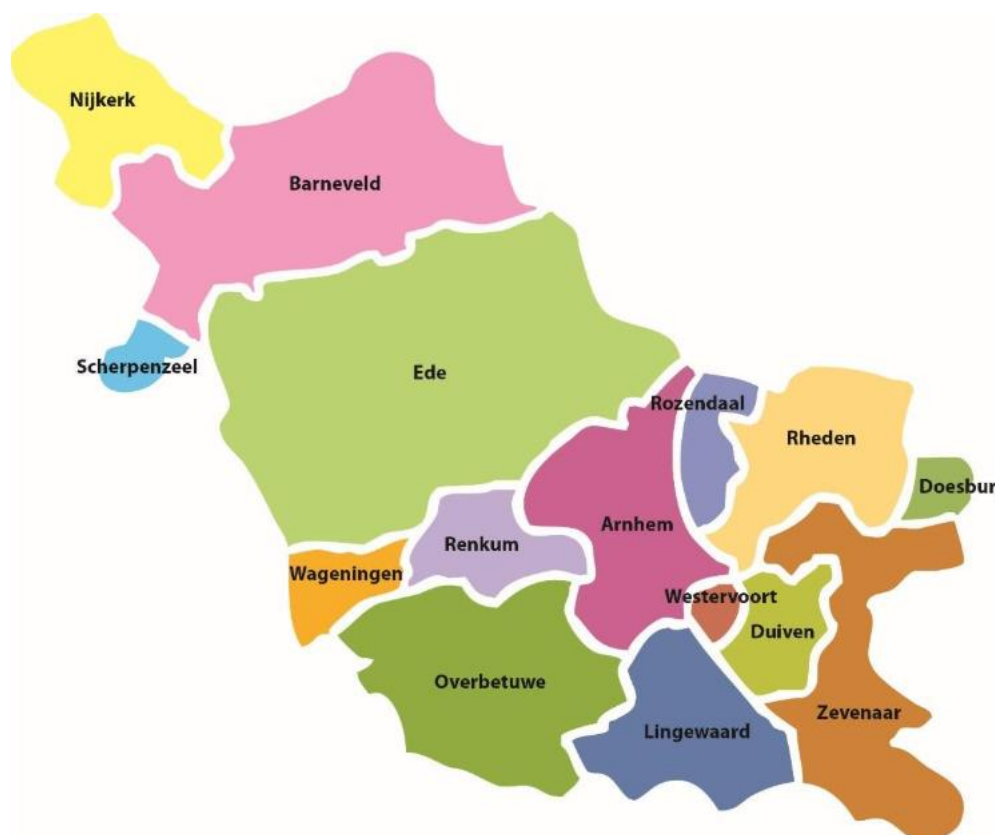 Nijkerk
Barneveld
Scherpenzeel
Ede
Rozendaal
Rheden
Doesbur
Arnhem
Renkum
Wageningen
Westervoort
Duiven
Overbetuwe
Zevenaar
Lingewaard